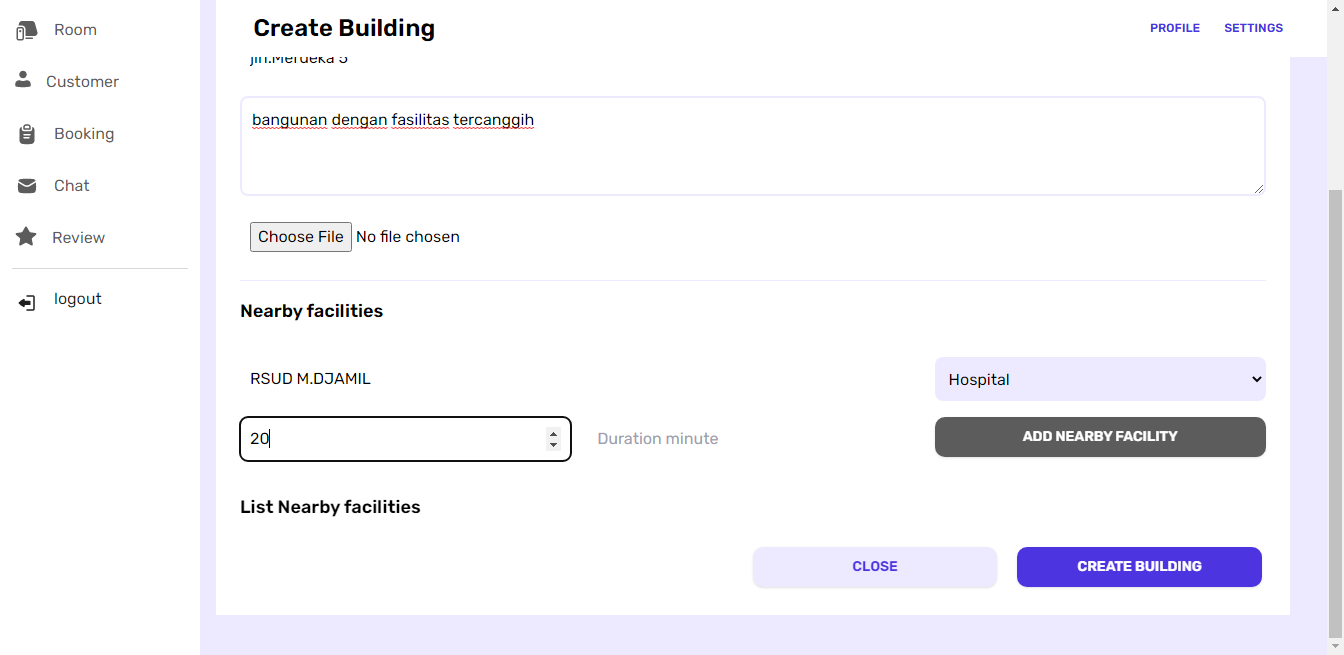 Room
Customer
Booking
Chat
Review
logout
Create Building
PROFILE
SETTINGS
jln.Merdeka 5
bangunan dengan fasilitas tercanggih
Choose File No file chosen
Nearby facilities
RSUD M.DJAMIL
Hospital
20
Duration minute
ADD NEARBY FACILITY
List Nearby facilities
CLOSE
CREATE BUILDING